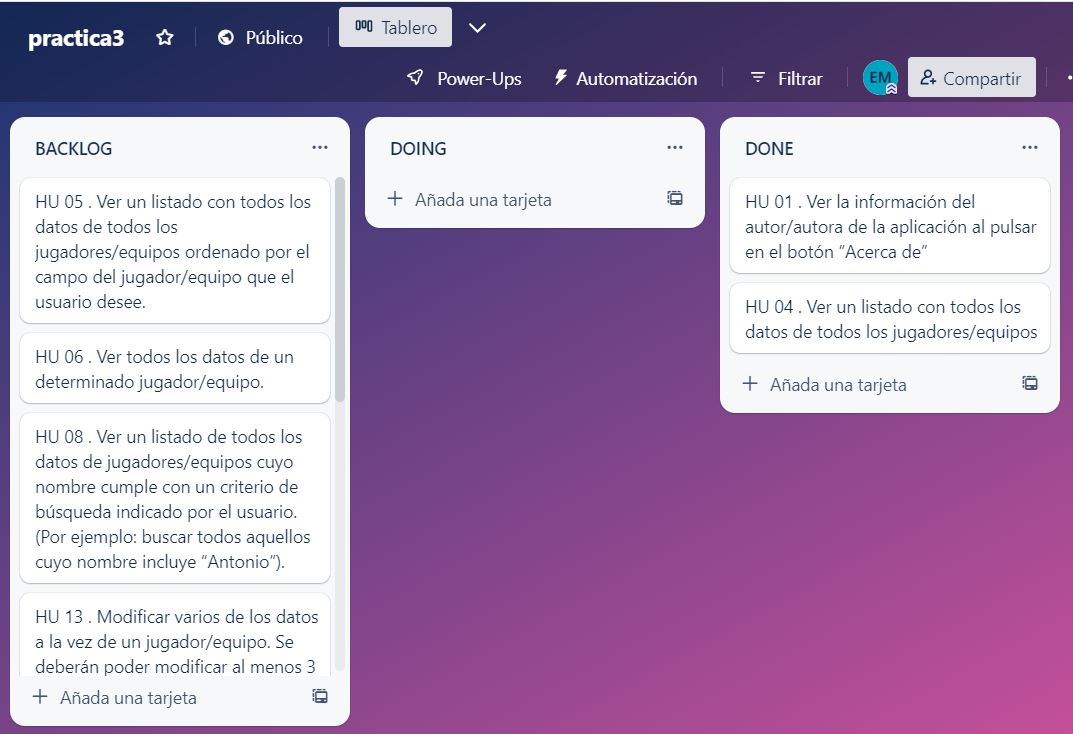 practica3
Público
Tablero
Power-Ups
Automatización
Filtrar
EM
Compartir
BACKLOG
HU 05 . Ver un listado con todos los
datos de todos los
jugadores/equipos ordenado por el
campo del jugador/equipo que el
usuario desee.
HU 06 . Ver todos los datos de un
determinado jugador/equipo.
HU 08 . Ver un listado de todos los
datos de jugadores/equipos cuyo
nombre cumple con un criterio de
búsqueda indicado por el usuario.
(Por ejemplo: buscar todos aquellos
cuyo nombre incluye “Antonio”).
HU 13 . Modificar varios de los datos
a la vez de un jugador/equipo. Se
deberán poder modificar al menos 3
Añada una tarjeta
DOING
Añada una tarjeta
DONE
HU 01 . Ver la información del
autor/autora de la aplicación al pulsar
en el botón “Acerca de”
HU 04 . Ver un listado con todos los
datos de todos los jugadores/equipos
Añada una tarjeta